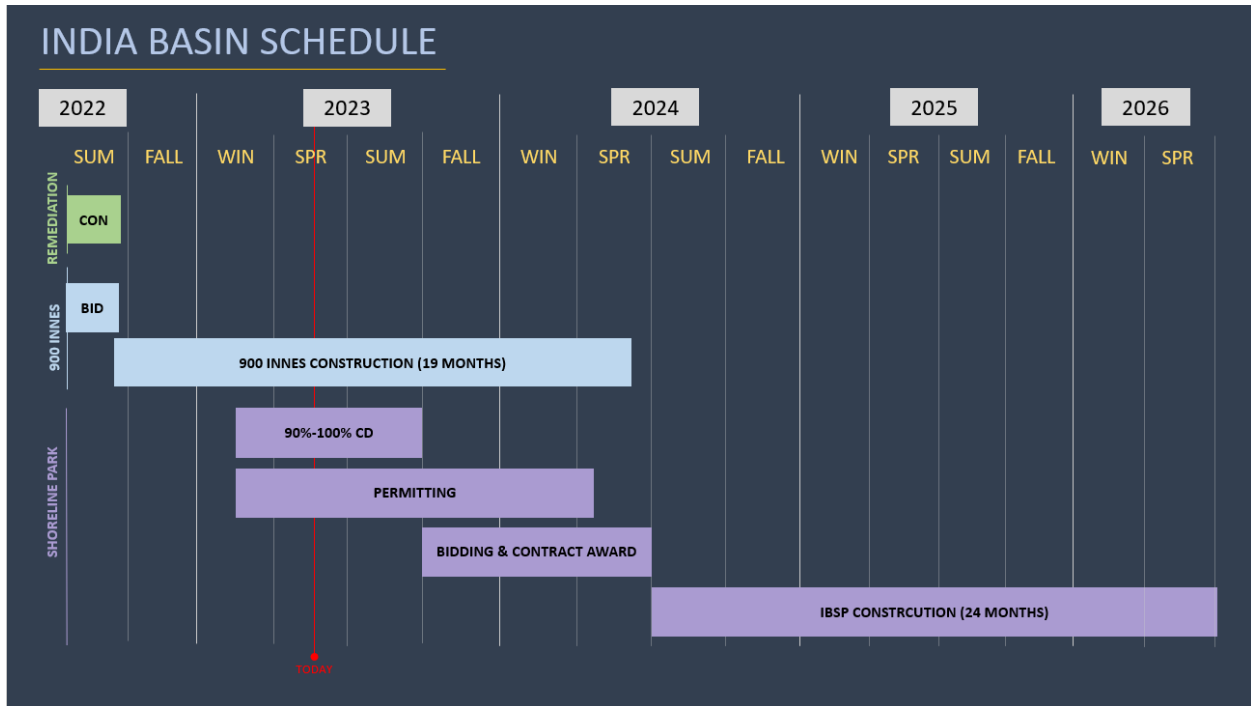 INDIA BASIN SCHEDULE
2022
2023
2024
2025
2026
SUM
FALL
WIN
SPR
SUM
FALL
WIN
SPR
SUM
FALL
WIN
SPR
SUM
FALL
WIN
SPR
REMEDIATION
CON
900 INNES
BID
900 INNES CONSTRUCTION (19 MONTHS)
SHORELINE PARK
90%-100% CD
PERMITTING
BIDDING & CONTRACT AWARD
IBSP CONSTRCUTION (24 MONTHS)
TODAY